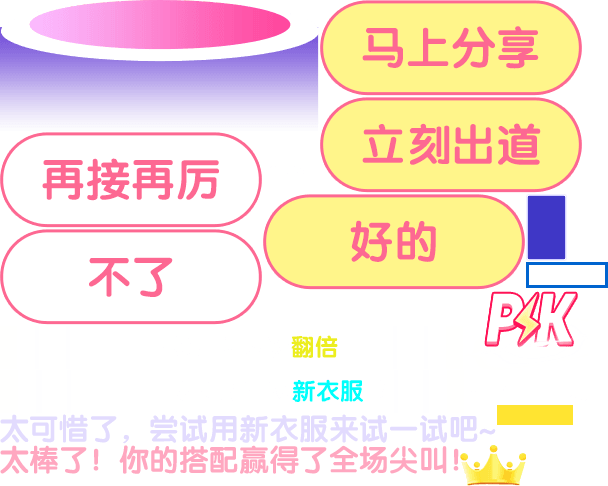 马上分享
立刻出道
再接再厉
好的
不了
PK
翻倍
新衣服
太可惜了，尝试用新衣服来试一试吧~
太棒了！你的搭配赢得了全场尖叫！